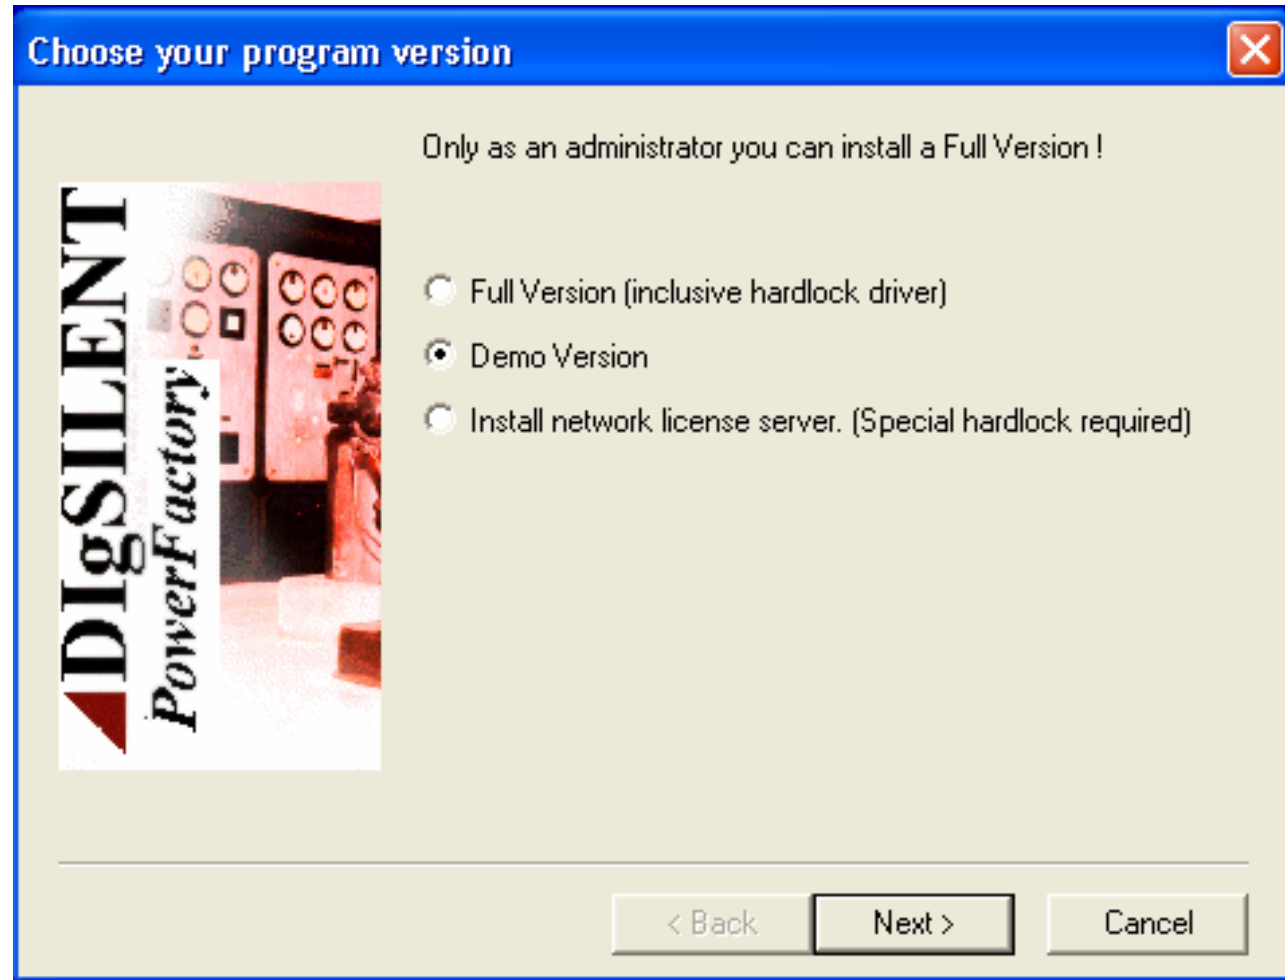 Choose your program version
Only as an administrator you can install a Full Version !
DIgSILENT
PowerFactory
Full Version (inclusive hardlock driver)
Demo Version
Install network license server. (Special hardlock required)
< Back
Next >
Cancel